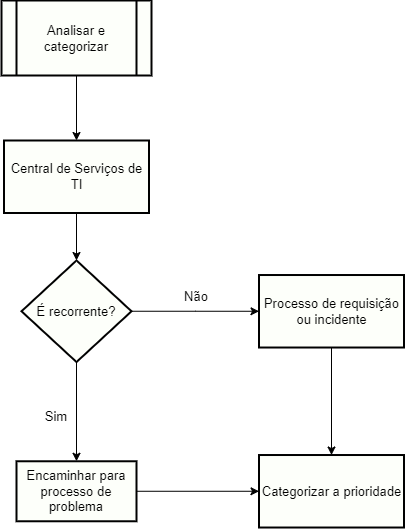 Analisar e
categorizar
Central de Serviços de
TI
É recorrente?
Não
Processo de requisição
ou incidente
Sim
Encaminhar para
processo de
problema
Categorizar a prioridade